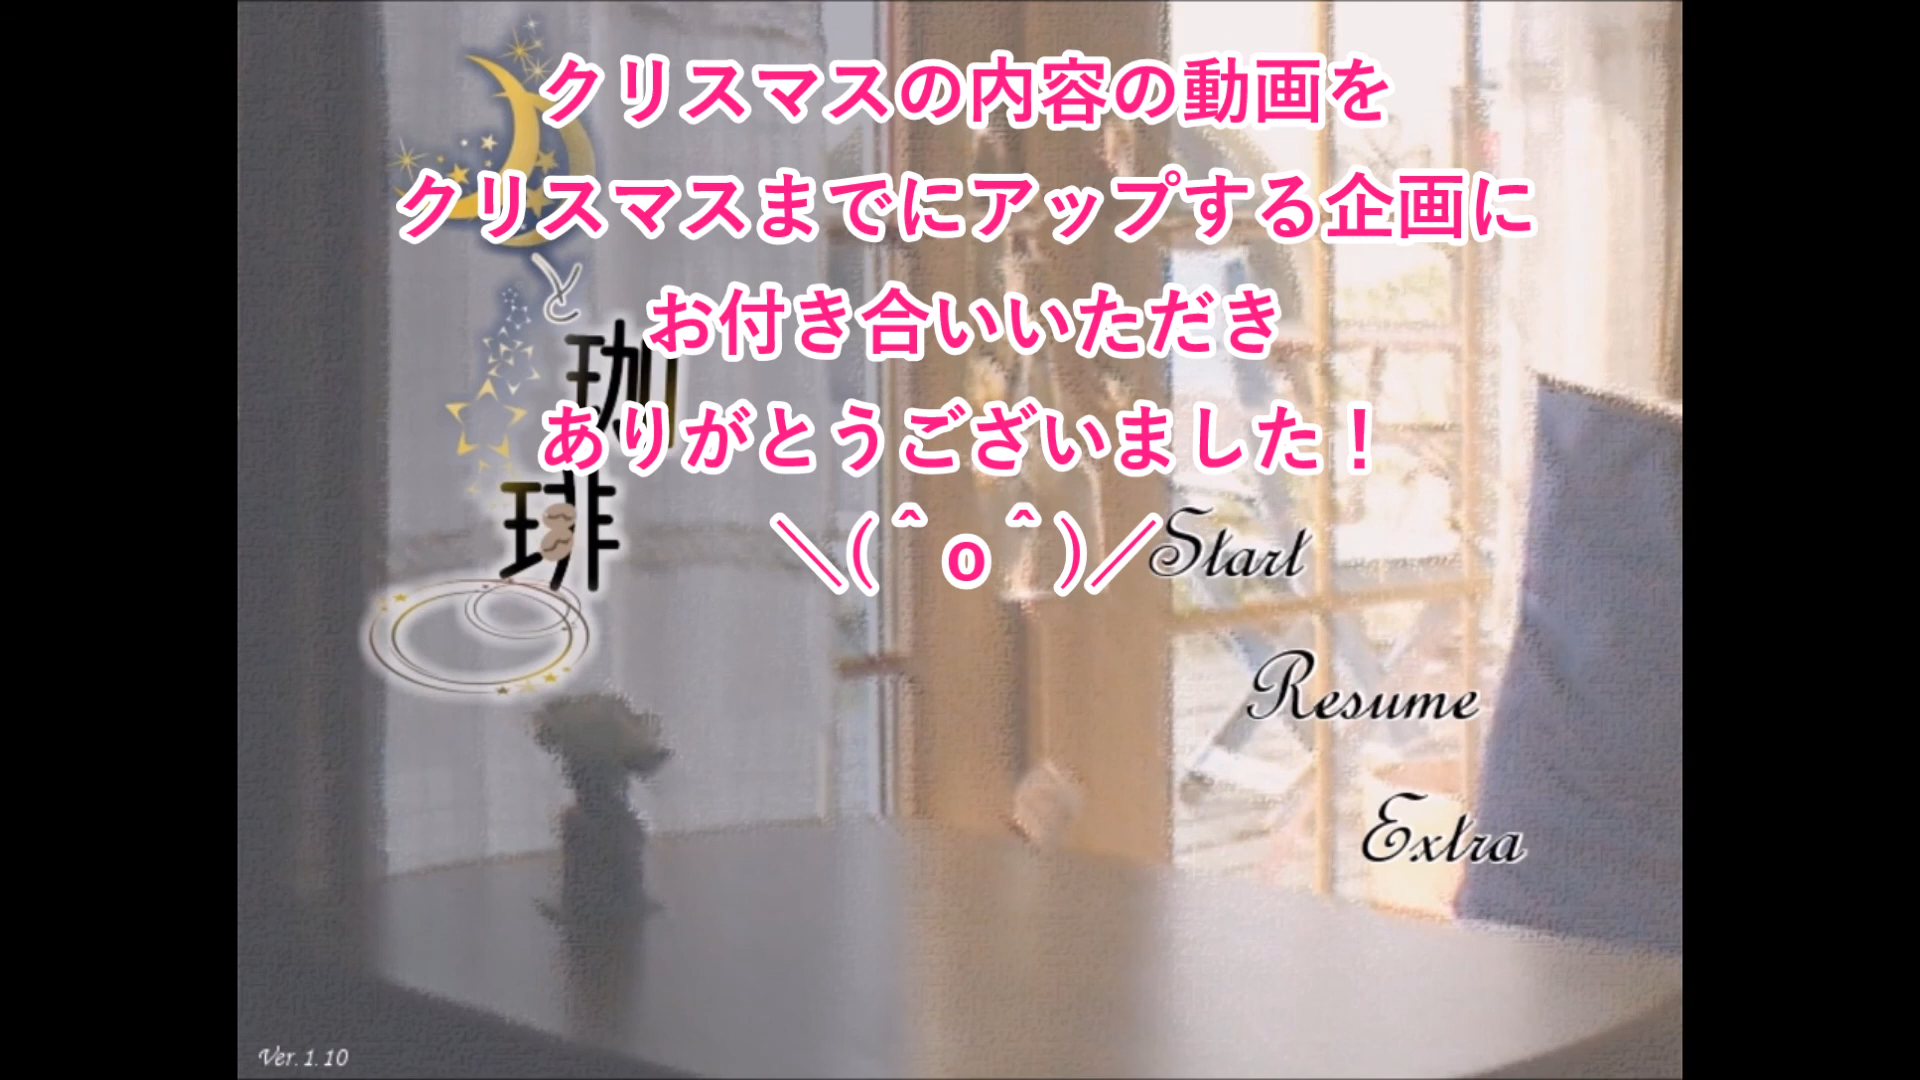 クリスマスの内容の動画を
クリスマスまでにアップする企画に
お付き合いいただき
ありがとうございました！
＼(＾o＾)／
と
珈
琲
Start
Resume
Extra
Ver. 1.10